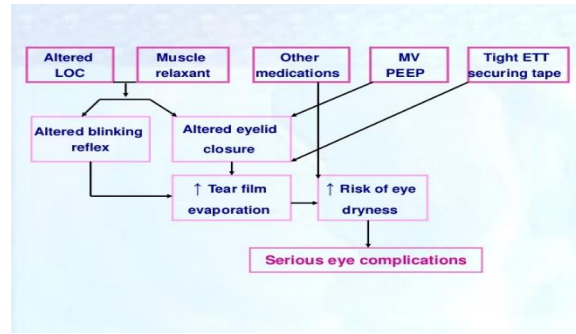 Altered
LOC
Muscle
relaxant
Other
medications
MV
PEEP
Tight ETT
securing tape
Altered blinking
reflex
Altered eyelid
closure
↑ Tear film
evaporation
↑ Risk of eye
dryness
Serious eye complications